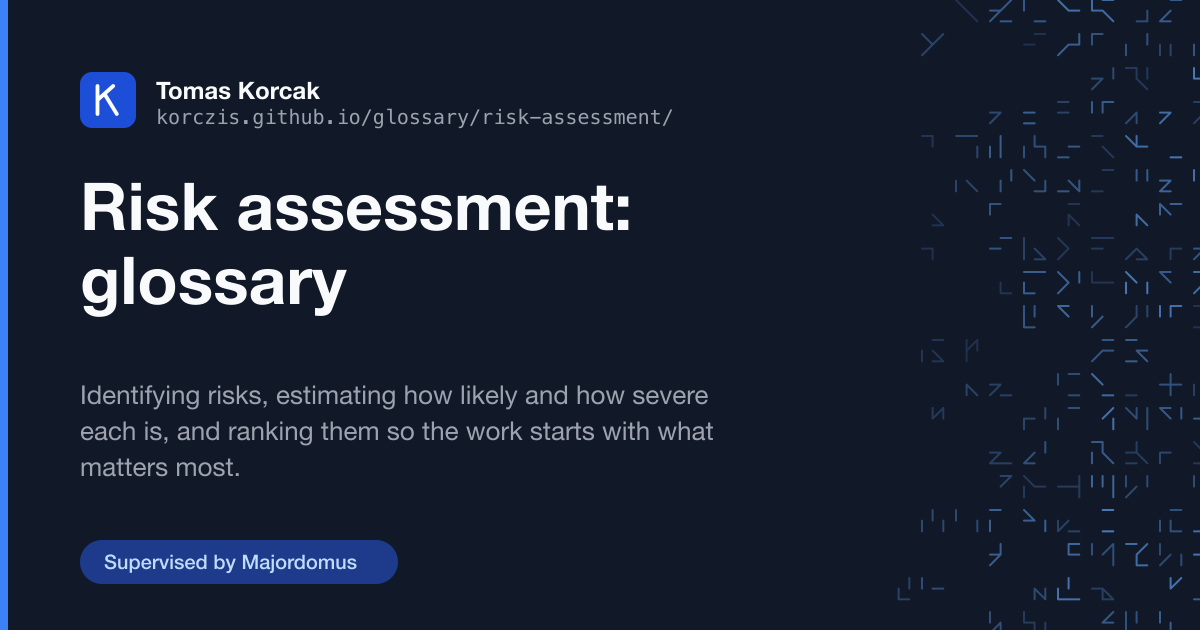 K
Tomas Korcak
korczis.github.io/glossary/risk-assessment/
Risk assessment:
glossary
Identifying risks, estimating how likely and how severe
each is, and ranking them so the work starts with what
matters most.
Supervised by Majordomus